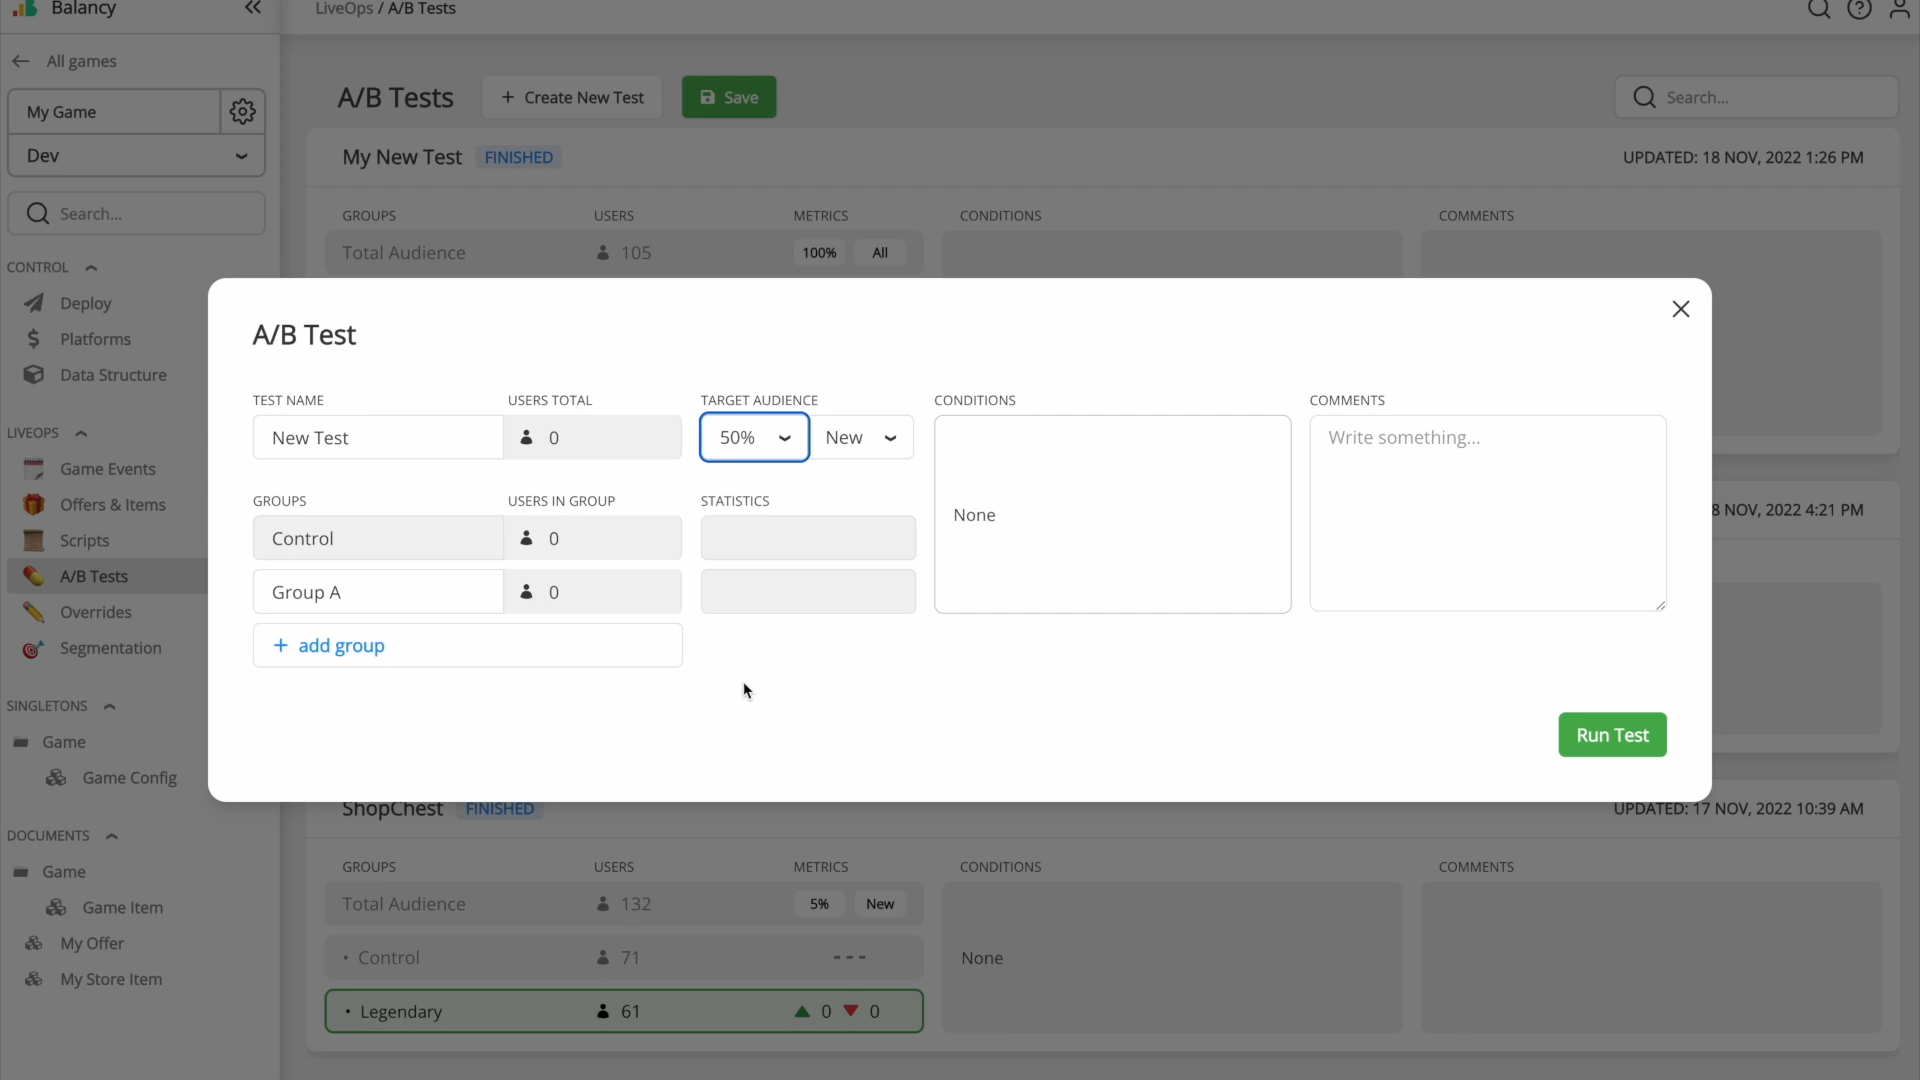 Balancy
LiveOps / A/B Tests
All games
My Game
Dev
Search...
CONTROL
Deploy
Platforms
Data Structure
LIVEOPS
Game Events
Offers & Items
Scripts
A/B Tests
Overrides
Segmentation
SINGLETONS
Game
Game Config
DOCUMENTS
Game
Game Item
My Offer
My Store Item
A/B Tests
+ Create New Test
Save
Search...
My New Test FINISHED
UPDATED: 18 NOV, 2022 1:26 PM
GROUPS USERS METRICS CONDITIONS COMMENTS
Total Audience 105 100% All
8 NOV, 2022 4:21 PM
A/B Test
TEST NAME USERS TOTAL TARGET AUDIENCE CONDITIONS COMMENTS
New Test 0 50% New
None
Write something...
GROUPS USERS IN GROUP STATISTICS
Control 0
Group A 0
+ add group
Run Test
ShopChest FINISHED
UPDATED: 17 NOV, 2022 10:39 AM
GROUPS USERS METRICS CONDITIONS COMMENTS
Total Audience 132 5% New
• Control 71 ---
None
• Legendary 61 0 0